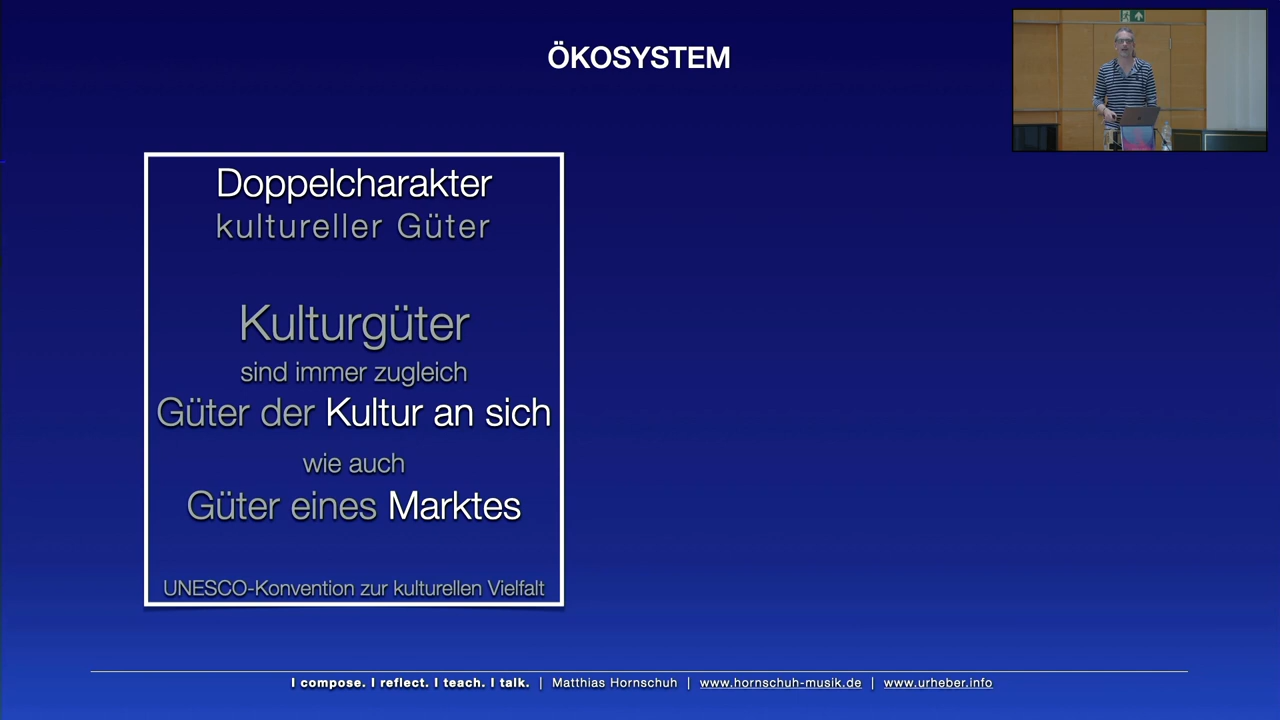 ÖKOSYSTEM
Doppelcharakter
kultureller Güter
Kulturgüter
sind immer zugleich
Güter der Kultur an sich
wie auch
Güter eines Marktes
UNESCO-Konvention zur kulturellen Vielfalt
I compose. I reflect. I teach. I talk. | Matthias Hornschuh | www.hornschuh-musik.de | www.urheber.info